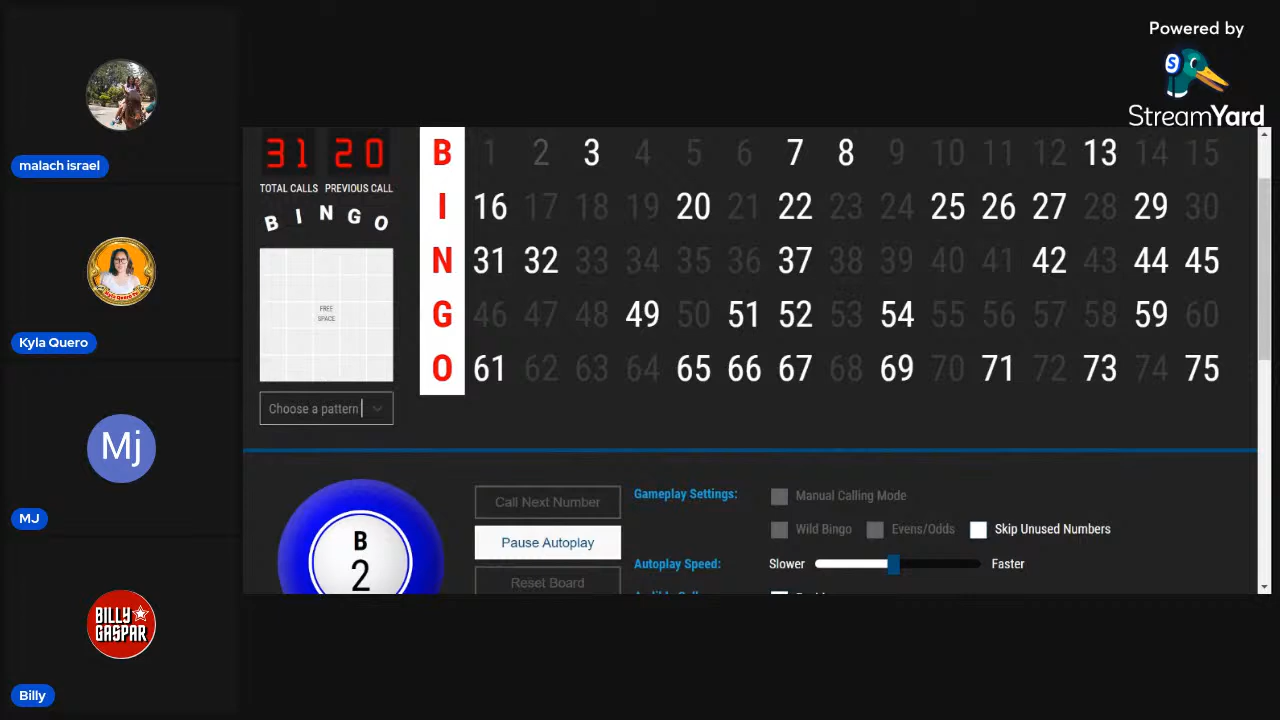 Powered by
StreamYard
malach israel
Kyla Quero
Mj
MJ
BILLY
GASPAR
Billy
31 20
TOTAL CALLS PREVIOUS CALL
B I N G O
FREE
SPACE
Choose a pattern
B 1 2 3 4 5 6 7 8 9 10 11 12 13 14 15
I 16 17 18 19 20 21 22 23 24 25 26 27 28 29 30
N 31 32 33 34 35 36 37 38 39 40 41 42 43 44 45
G 46 47 48 49 50 51 52 53 54 55 56 57 58 59 60
O 61 62 63 64 65 66 67 68 69 70 71 72 73 74 75
B
2
Call Next Number
Pause Autoplay
Reset Board
Gameplay Settings:
Manual Calling Mode
Wild Bingo Evens/Odds Skip Unused Numbers
Autoplay Speed:
Slower Faster